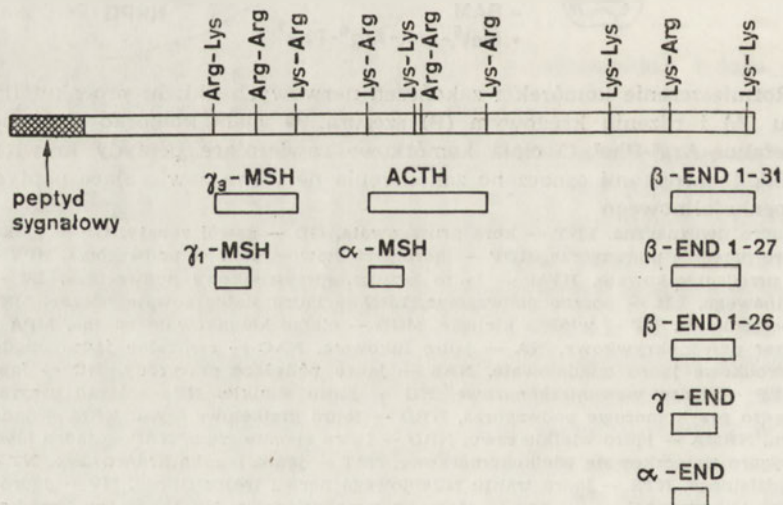 Arg-Lys
Arg-Arg
Lys-Arg
Lys-Arg
Lys-Lys
Arg-Arg
Lys-Arg
Lys-Lys
Lys-Arg
Lys-Lys
peptyd
sygnałowy
γ₃-MSH
ACTH
β-END 1-31
γ₁-MSH
α-MSH
β-END 1-27
β-END 1-26
γ-END
α-END